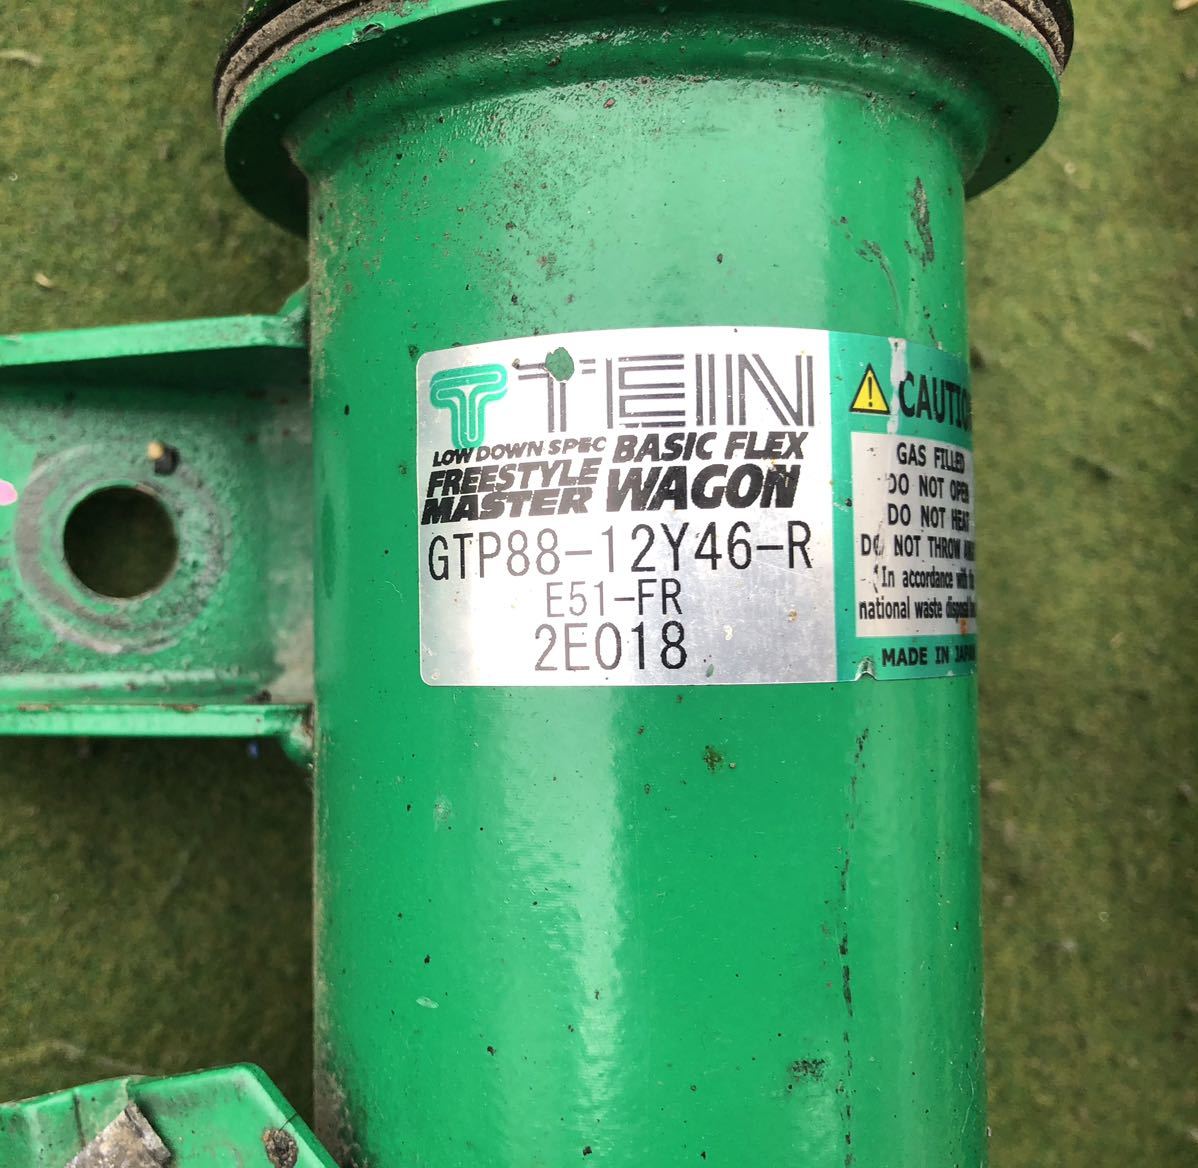 TEIN
LOW DOWN SPEC BASIC FLEX
FREESTYLE
MASTER WAGON
GTP88-12Y46-R
E51-FR
2E018
CAUTION
GAS FILLED
DO NOT OPEN
DO NOT HEAT
DO NOT THROW
In accordance with the
national waste disposal
MADE IN JAPAN